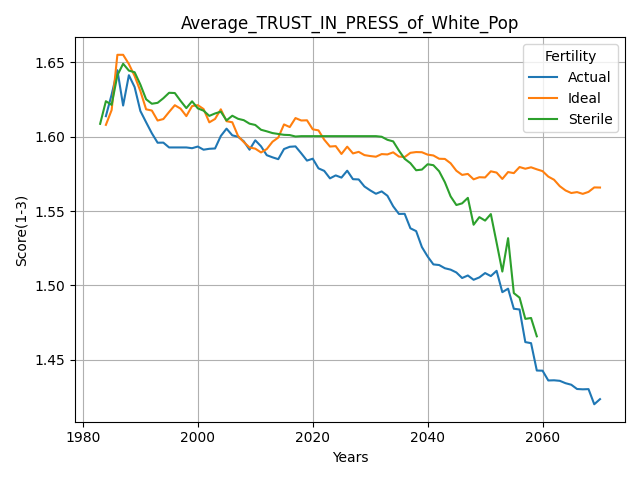 Average_TRUST_IN_PRESS_of_White_Pop
Fertility
Actual
Ideal
Sterile
Score(1-3)
1.65
1.60
1.55
1.50
1.45
1980
2000
2020
2040
2060
Years